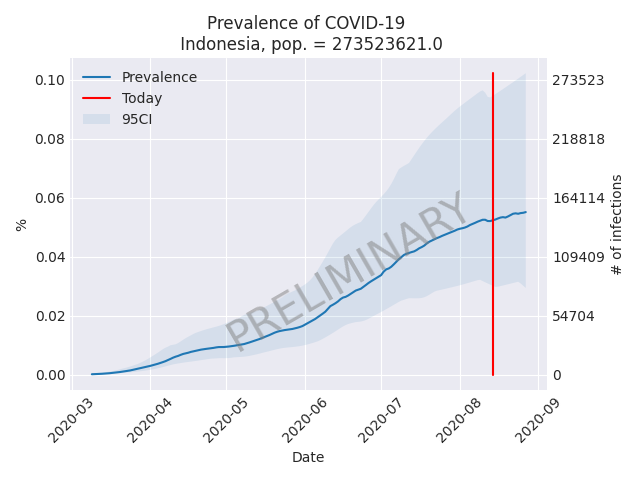 Prevalence of COVID-19
Indonesia, pop. = 273523621.0
Prevalence
Today
95CI
0.10
0.08
0.06
0.04
0.02
0.00
%
273523
218818
164114
109409
54704
0
# of infections
PRELIMINARY
2020-03
2020-04
2020-05
2020-06
2020-07
2020-08
2020-09
Date